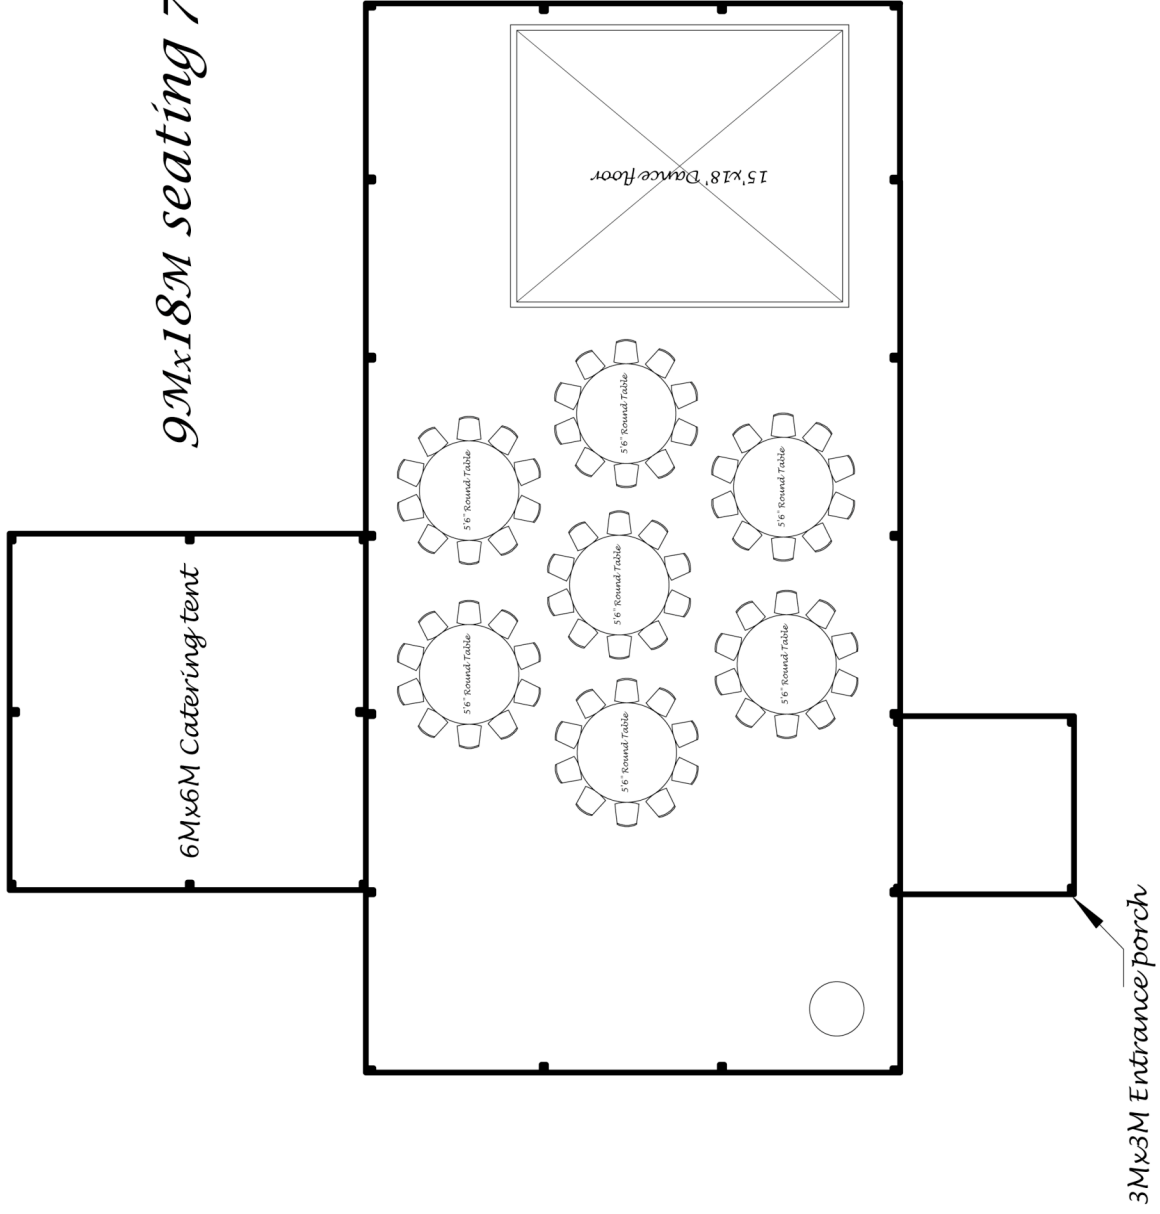 9Mx18M seating 7
15'x18' Dance floor
5'6" Round Table
5'6" Round Table
5'6" Round Table
5'6" Round Table
5'6" Round Table
5'6" Round Table
5'6" Round Table
6Mx6M Catering tent
3Mx3M Entrance porch